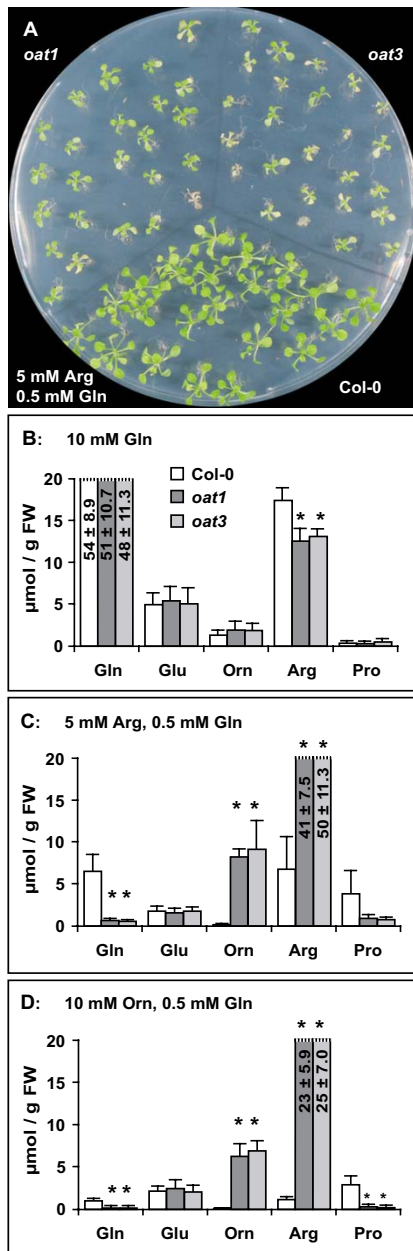 A
oat1
oat3
5 mM Arg
0.5 mM Gln
Col-0
B: 10 mM Gln
µmol / g FW
20
15
10
5
0
54 ± 8.9
51 ± 10.7
48 ± 11.3
Col-0
oat1
oat3
* *
Gln Glu Orn Arg Pro
C: 5 mM Arg, 0.5 mM Gln
µmol / g FW
20
15
10
5
0
* *
* *
* *
41 ± 7.5
50 ± 11.3
Gln Glu Orn Arg Pro
D: 10 mM Orn, 0.5 mM Gln
µmol / g FW
20
15
10
5
0
* *
* *
* *
* *
23 ± 5.9
25 ± 7.0
Gln Glu Orn Arg Pro